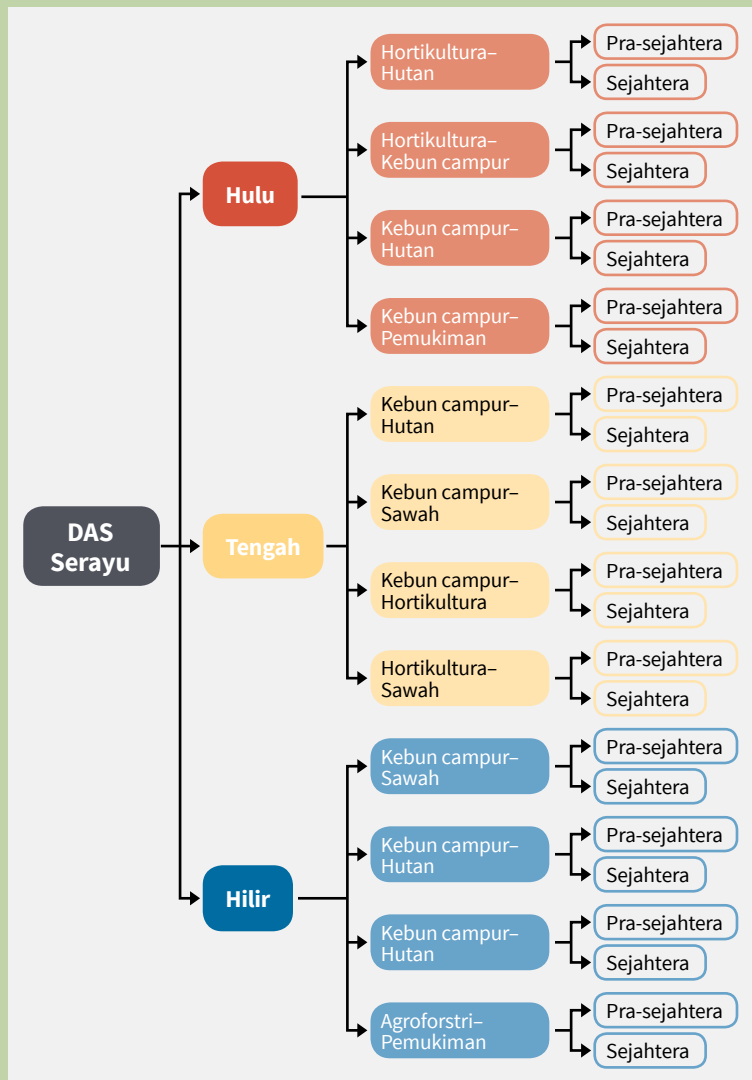 DAS
Serayu
Hulu
Hortikultura–
Hutan
Pra-sejahtera
Sejahtera
Hortikultura–
Kebun campur
Pra-sejahtera
Sejahtera
Kebun campur–
Hutan
Pra-sejahtera
Sejahtera
Kebun campur–
Pemukiman
Pra-sejahtera
Sejahtera
Tengah
Kebun campur–
Hutan
Pra-sejahtera
Sejahtera
Kebun campur–
Sawah
Pra-sejahtera
Sejahtera
Kebun campur–
Hortikultura
Pra-sejahtera
Sejahtera
Hortikultura–
Sawah
Pra-sejahtera
Sejahtera
Hilir
Kebun campur–
Sawah
Pra-sejahtera
Sejahtera
Kebun campur–
Hutan
Pra-sejahtera
Sejahtera
Kebun campur–
Hutan
Pra-sejahtera
Sejahtera
Agroforstri–
Pemukiman
Pra-sejahtera
Sejahtera